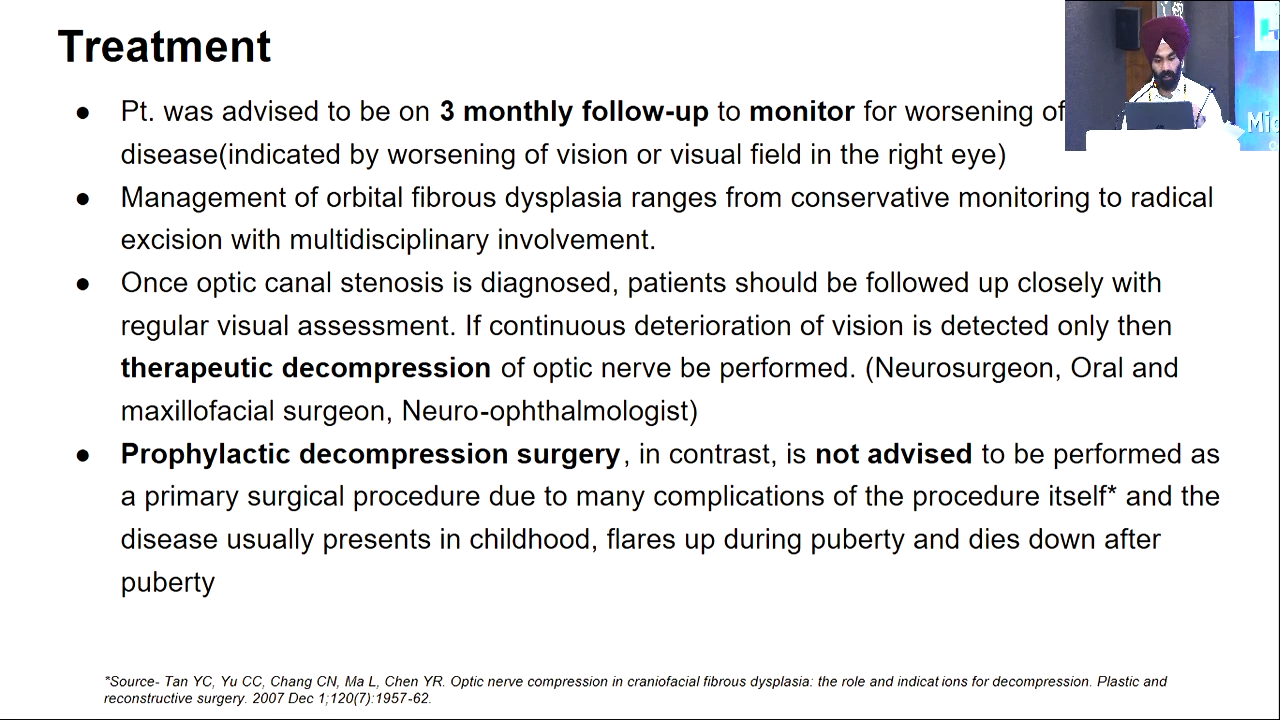 Treatment
● Pt. was advised to be on 3 monthly follow-up to monitor for worsening of
disease(indicated by worsening of vision or visual field in the right eye)
● Management of orbital fibrous dysplasia ranges from conservative monitoring to radical
excision with multidisciplinary involvement.
● Once optic canal stenosis is diagnosed, patients should be followed up closely with
regular visual assessment. If continuous deterioration of vision is detected only then
therapeutic decompression of optic nerve be performed. (Neurosurgeon, Oral and
maxillofacial surgeon, Neuro-ophthalmologist)
● Prophylactic decompression surgery, in contrast, is not advised to be performed as
a primary surgical procedure due to many complications of the procedure itself* and the
disease usually presents in childhood, flares up during puberty and dies down after
puberty
*Source- Tan YC, Yu CC, Chang CN, Ma L, Chen YR. Optic nerve compression in craniofacial fibrous dysplasia: the role and indications for decompression. Plastic and
reconstructive surgery. 2007 Dec 1;120(7):1957-62.